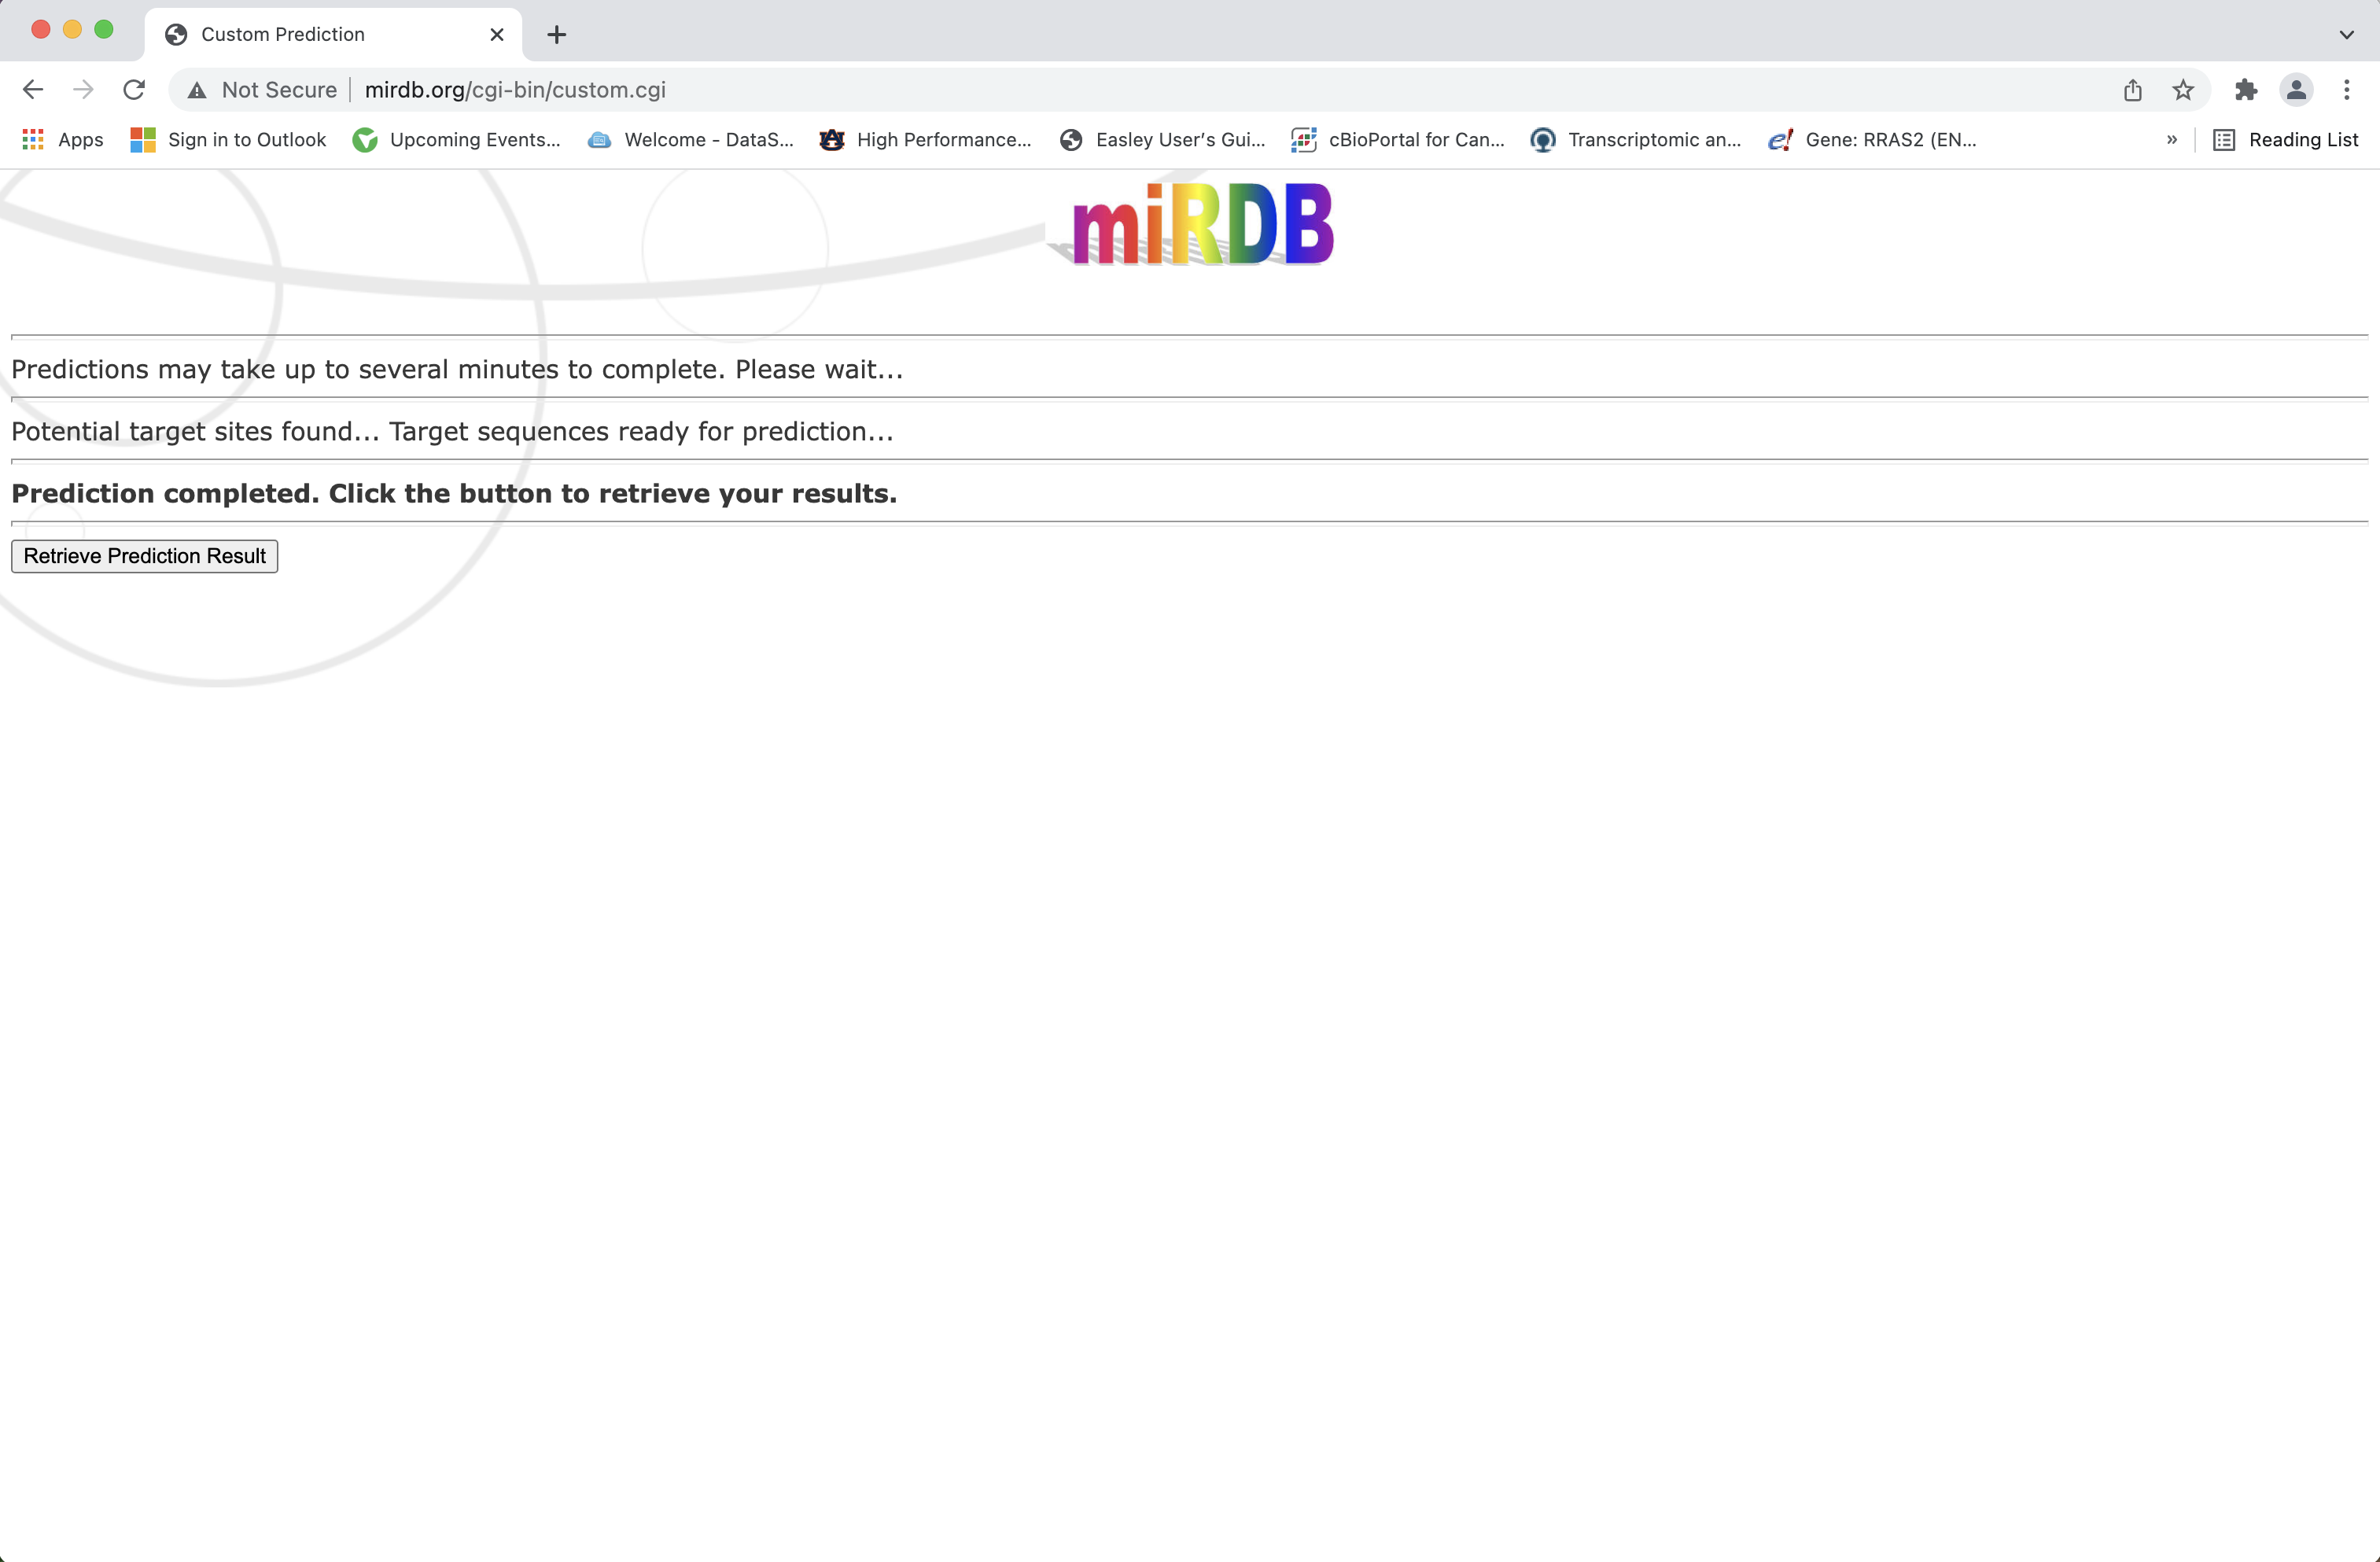 Custom Prediction
Not Secure mirdb.org/cgi-bin/custom.cgi
Apps Sign in to Outlook Upcoming Events... Welcome - DataS... High Performance... Easley User's Gui... cBioPortal for Can... Transcriptomic an... Gene: RRAS2 (EN... » Reading List
miRDB
Predictions may take up to several minutes to complete. Please wait...
Potential target sites found... Target sequences ready for prediction...
Prediction completed. Click the button to retrieve your results.
Retrieve Prediction Result